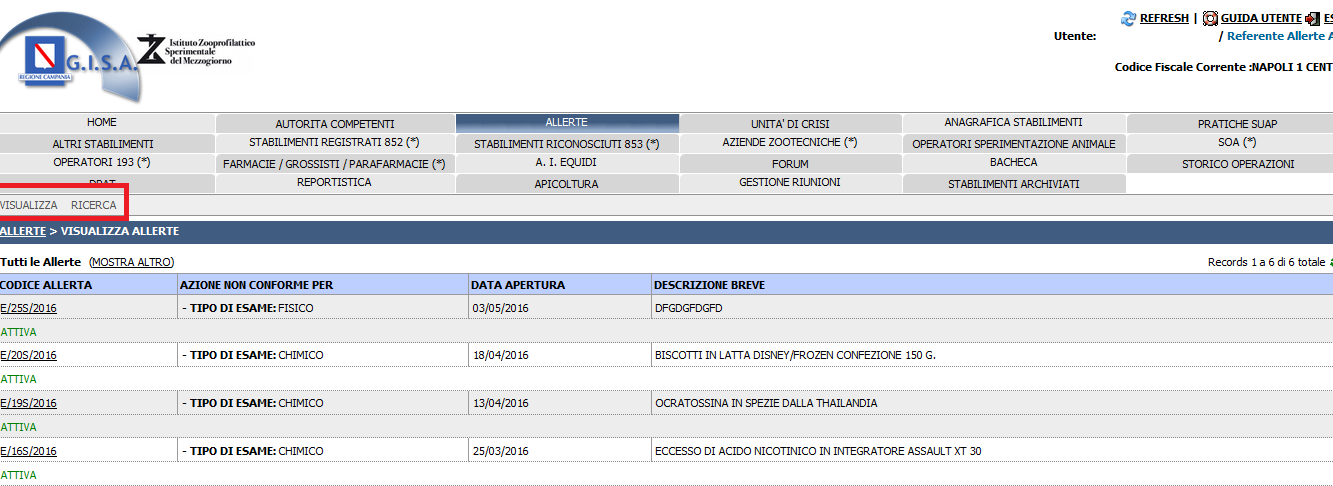 REFRESH | GUIDA UTENTE ES
Utente: / Referente Allerte A
Codice Fiscale Corrente :NAPOLI 1 CENT
G.I.S.A.
REGIONE CAMPANIA
Istituto Zooprofilattico
Sperimentale
del Mezzogiorno
HOME AUTORITA COMPETENTI ALLERTE UNITA' DI CRISI ANAGRAFICA STABILIMENTI PRATICHE SUAP
ALTRI STABILIMENTI STABILIMENTI REGISTRATI 852 (*) STABILIMENTI RICONOSCIUTI 853 (*) AZIENDE ZOOTECNICHE (*) OPERATORI SPERIMENTAZIONE ANIMALE SOA (*)
OPERATORI 193 (*) FARMACIE / GROSSISTI / PARAFARMACIE (*) A. I. EQUIDI FORUM BACHECA STORICO OPERAZIONI
REPORTISTICA APICOLTURA GESTIONE RIUNIONI STABILIMENTI ARCHIVIATI
VISUALIZZA RICERCA
ALLERTE > VISUALIZZA ALLERTE
Tutti le Allerte (MOSTRA ALTRO) Records 1 a 6 di 6 totale
CODICE ALLERTA AZIONE NON CONFORME PER DATA APERTURA DESCRIZIONE BREVE
E/25S/2016 - TIPO DI ESAME: FISICO 03/05/2016 DFGDGFDGFD
ATTIVA
E/20S/2016 - TIPO DI ESAME: CHIMICO 18/04/2016 BISCOTTI IN LATTA DISNEY/FROZEN CONFEZIONE 150 G.
ATTIVA
E/19S/2016 - TIPO DI ESAME: CHIMICO 13/04/2016 OCRATOSSINA IN SPEZIE DALLA THAILANDIA
ATTIVA
E/16S/2016 - TIPO DI ESAME: CHIMICO 25/03/2016 ECCESSO DI ACIDO NICOTINICO IN INTEGRATORE ASSAULT XT 30
ATTIVA